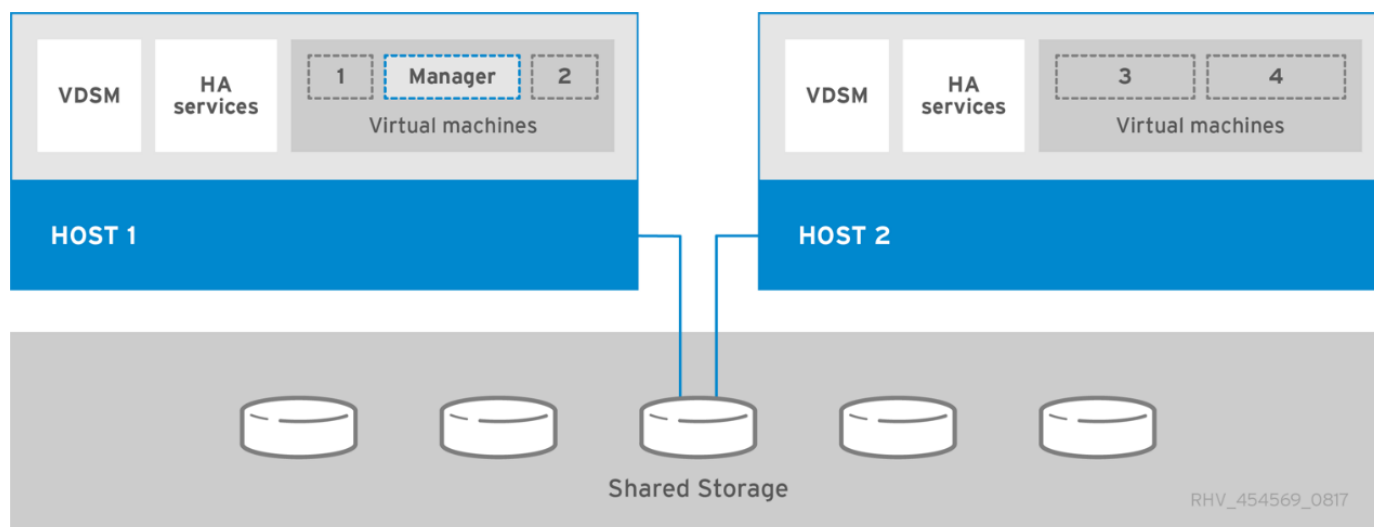 VDSM
HA
services
1
Manager
2
Virtual machines
HOST 1
VDSM
HA
services
3
4
Virtual machines
HOST 2
Shared Storage
RHV_454569_0817